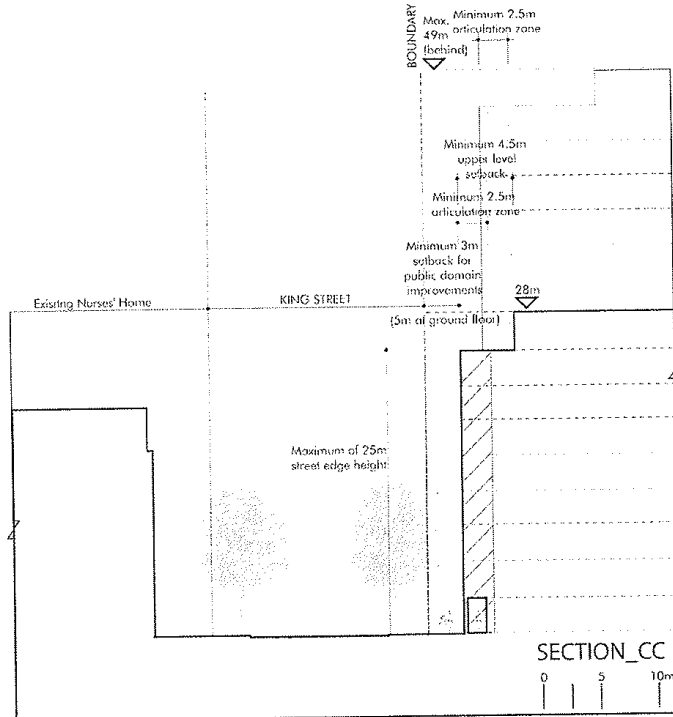 BOUNDARY
Max.
49m
(behind)
Minimum 2.5m
articulation zone
Minimum 4.5m
upper level
setback
Minimum 2.5m
articulation zone
Minimum 3m
setback for
public domain
improvements
(5m at ground floor)
28m
Existing Nurses' Home
KING STREET
Maximum of 25m
street edge height
SECTION_CC
0 5 10m